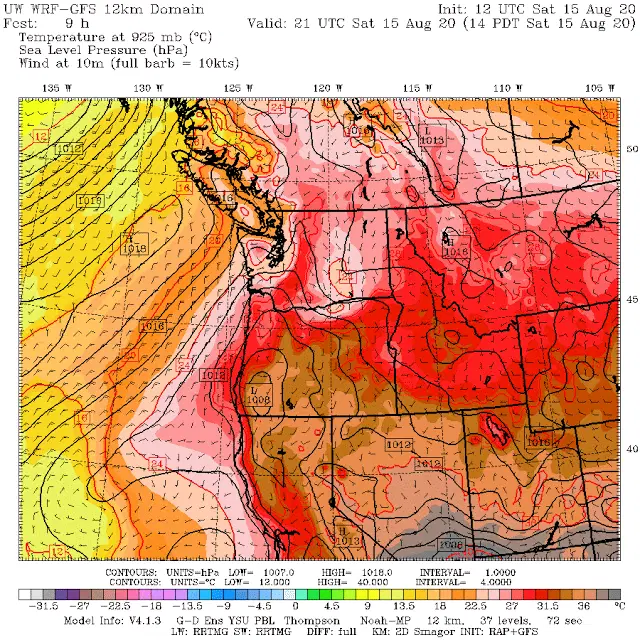 UW WRF-GFS 12km Domain Init: 12 UTC Sat 15 Aug 20
Fcst: 9 h Valid: 21 UTC Sat 15 Aug 20 (14 PDT Sat 15 Aug 20)
Temperature at 925 mb (°C)
Sea Level Pressure (hPa)
Wind at 10m (full barb = 10kts)
135 W 130 W 125 W 120 W 115 W 110 W 105 W
12
24
24
20
1016
L
1013
1012
50
24
16
1016
1016
H
1018
H
1016
45
1016
20
24
1012
L
1008
16
1012
1016
40
24
1012
H
1013
1008
12
CONTOURS: UNITS=hPa LOW= 1007.0 HIGH= 1018.0 INTERVAL= 1.0000
CONTOURS: UNITS=°C LOW= 12.000 HIGH= 40.000 INTERVAL= 4.0000
-31.5 -27 -22.5 -18 -13.5 -9 -4.5 0 4.5 9 13.5 18 22.5 27 31.5 36 °C
Model Info: V4.1.3 G-D Ens YSU PBL Thompson Noah-MP 12 km, 37 levels, 72 sec
LW: RRTMG SW: RRTMG DIFF: full KM: 2D Smagor INIT: RAP+GFS